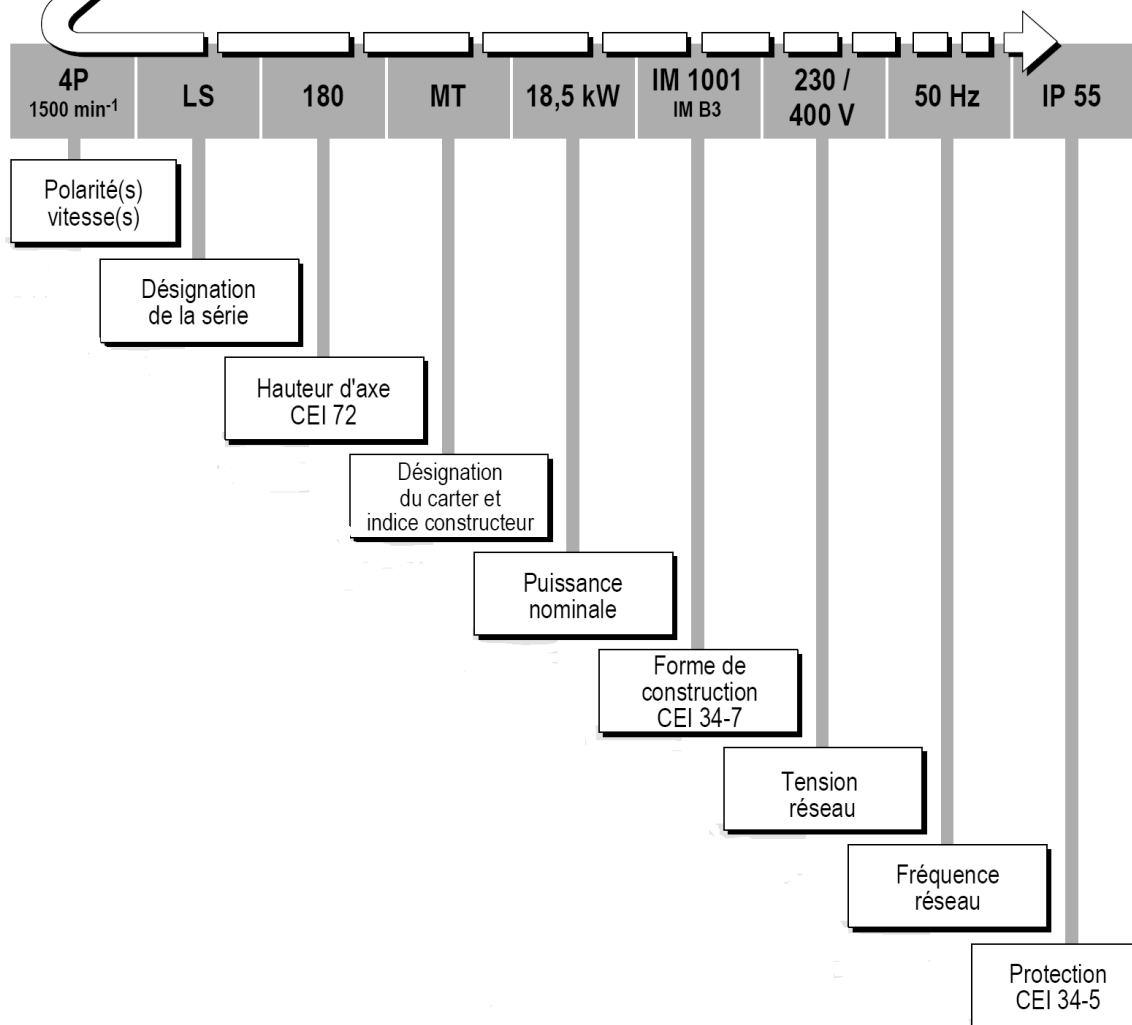 4P
1500 min-1
LS
180
MT
18,5 kW
IM 1001
IM B3
230 /
400 V
50 Hz
IP 55
Polarité(s)
vitesse(s)
Désignation
de la série
Hauteur d'axe
CEI 72
Désignation
du carter et
indice constructeur
Puissance
nominale
Forme de
construction
CEI 34-7
Tension
réseau
Fréquence
réseau
Protection
CEI 34-5